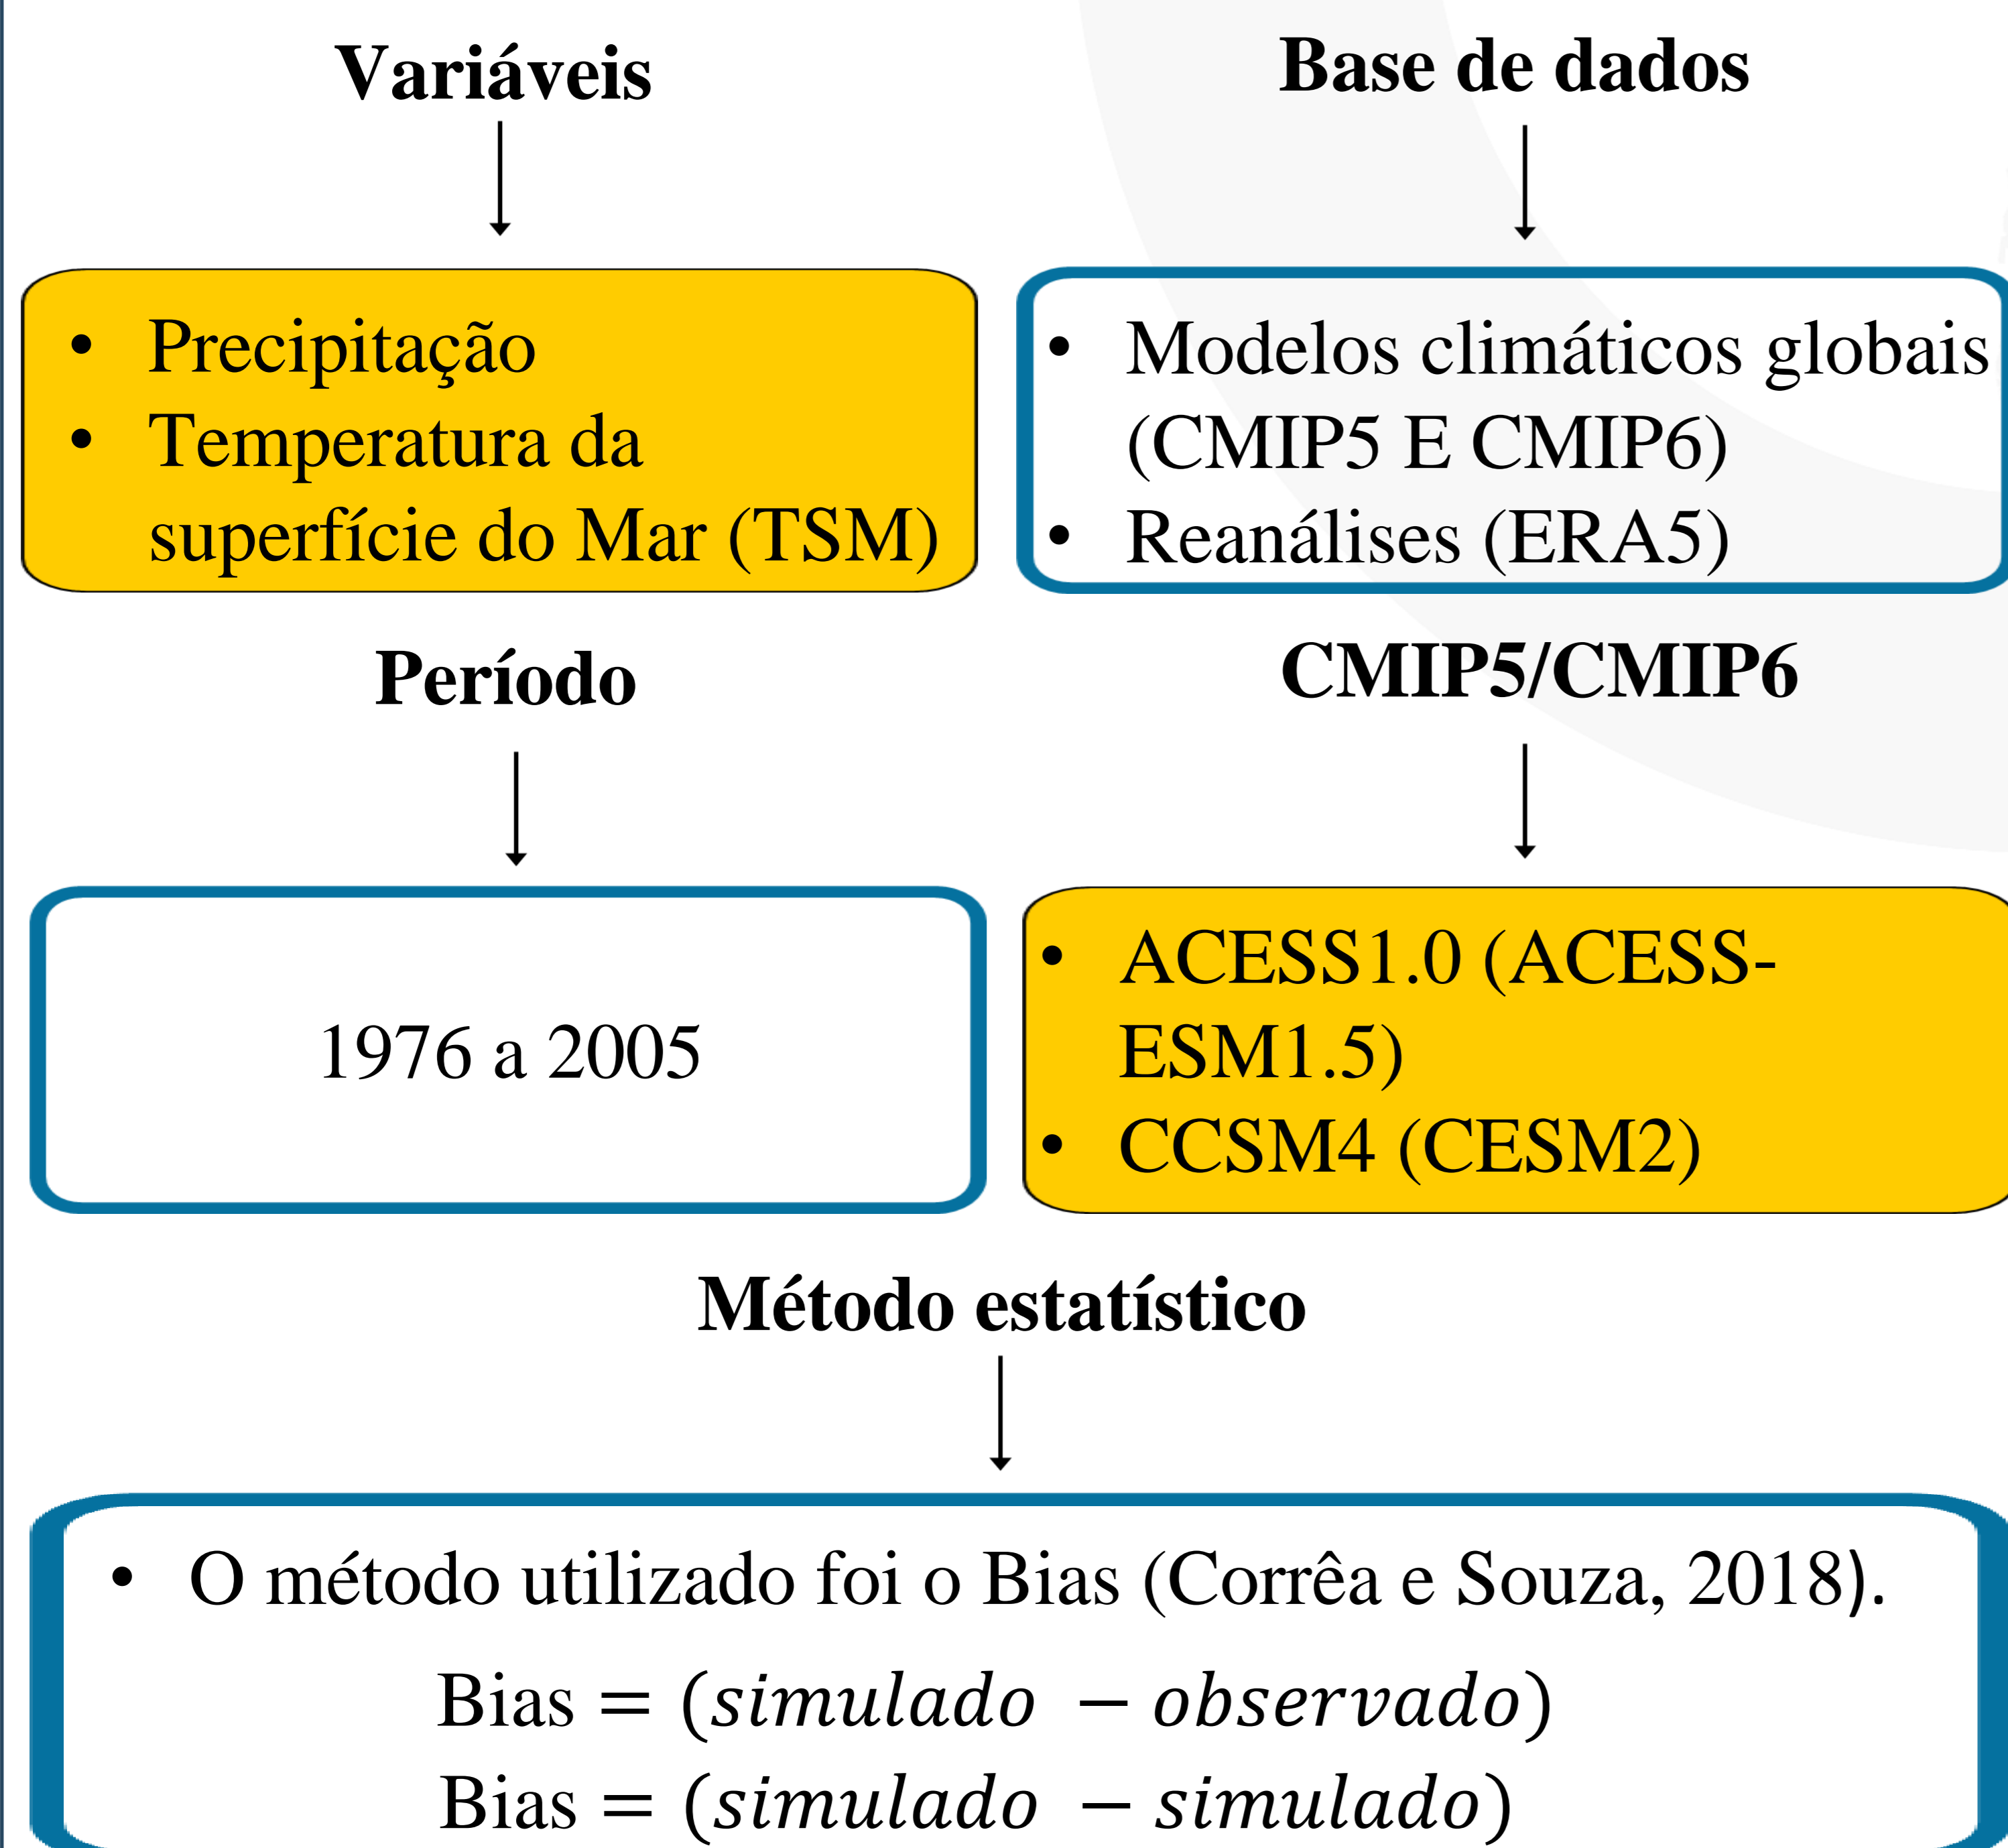 Variáveis
• Precipitação
• Temperatura da
superfície do Mar (TSM)
Base de dados
• Modelos climáticos globais
(CMIP5 E CMIP6)
• Reanálises (ERA5)
Período
1976 a 2005
CMIP5/CMIP6
• ACESS1.0 (ACESS-
ESM1.5)
• CCSM4 (CESM2)
Método estatístico
• O método utilizado foi o Bias (Corrêa e Souza, 2018).
Bias = (simulado − observado)
Bias = (simulado − simulado)